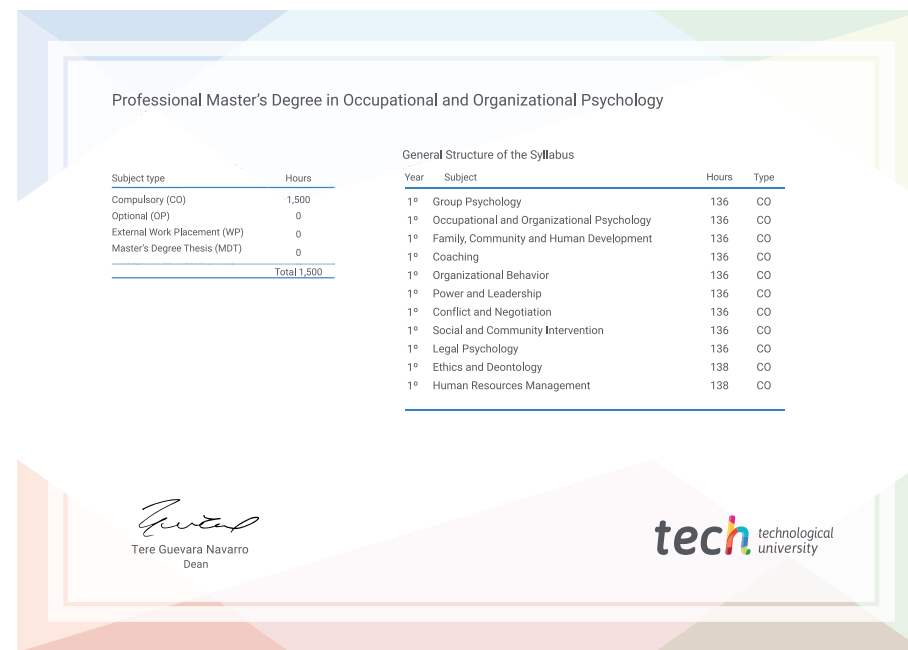 Professional Master's Degree in Occupational and Organizational Psychology
Subject type Hours
Compulsory (CO) 1,500
Optional (OP) 0
External Work Placement (WP) 0
Master's Degree Thesis (MDT) 0
Total 1,500
General Structure of the Syllabus
Year Subject Hours Type
1º Group Psychology 136 CO
1º Occupational and Organizational Psychology 136 CO
1º Family, Community and Human Development 136 CO
1º Coaching 136 CO
1º Organizational Behavior 136 CO
1º Power and Leadership 136 CO
1º Conflict and Negotiation 136 CO
1º Social and Community Intervention 136 CO
1º Legal Psychology 136 CO
1º Ethics and Deontology 138 CO
1º Human Resources Management 138 CO
Tere Guevara Navarro
Dean
tech technological
university